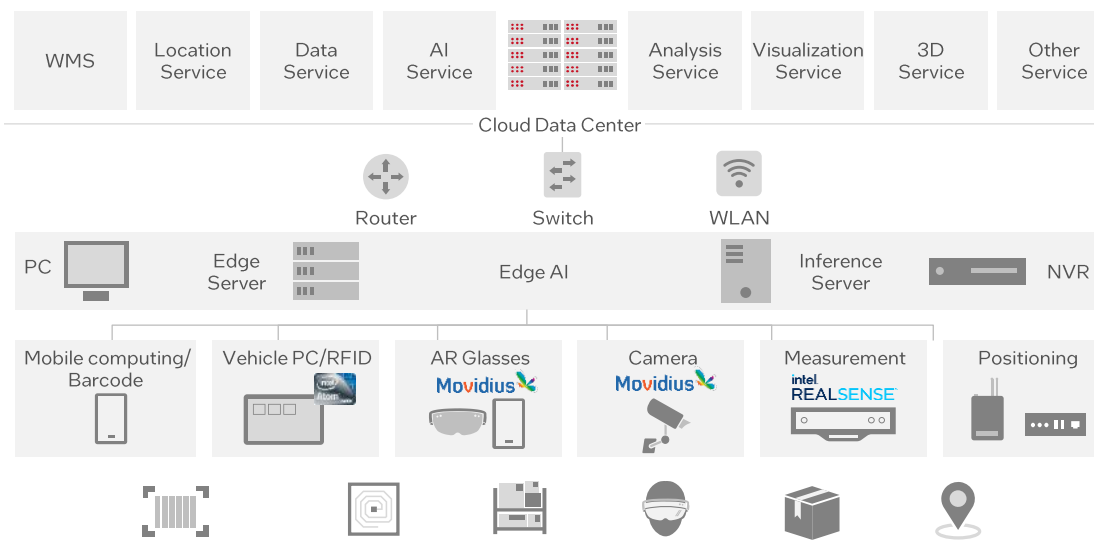 WMS
Location
Service
Data
Service
AI
Service
Analysis
Service
Visualization
Service
3D
Service
Other
Service
Cloud Data Center
Router
Switch
WLAN
PC
Edge
Server
Edge AI
Inference
Server
NVR
Mobile computing/
Barcode
Vehicle PC/RFID
intel
Atom
AR Glasses
Movidius
Camera
Movidius
Measurement
intel.
REALSENSE
Positioning